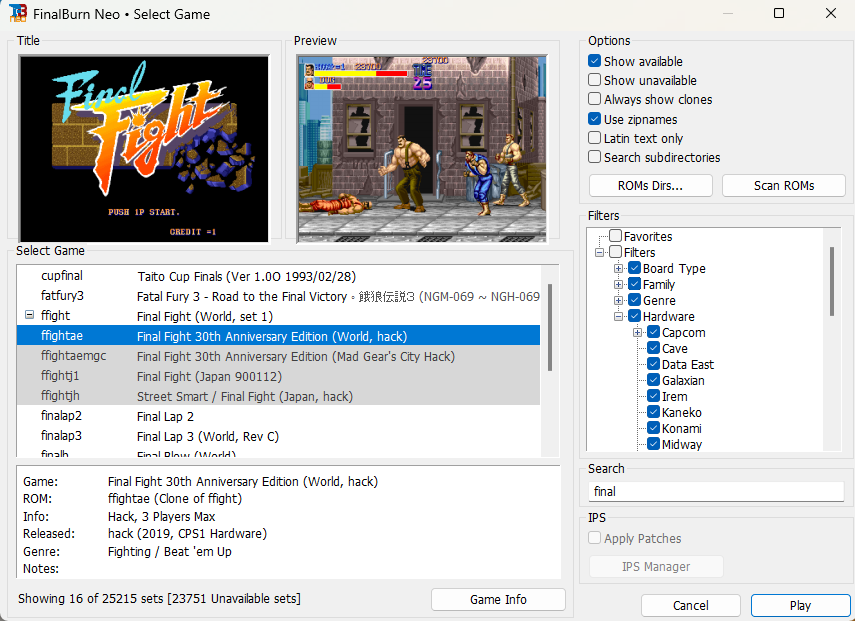 FinalBurn Neo • Select Game
Title
Final Fight
PUSH 1P START.
CREDIT =1
Preview
23700
TIME
25
Options
Show available
Show unavailable
Always show clones
Use zipnames
Latin text only
Search subdirectories
ROMs Dirs...
Scan ROMs
Filters
Favorites
Filters
Board Type
Family
Genre
Hardware
Capcom
Cave
Data East
Galaxian
Irem
Kaneko
Konami
Midway
Select Game
cupfinal Taito Cup Finals (Ver 1.0O 1993/02/28)
fatfury3 Fatal Fury 3 - Road to the Final Victory ◦ 餓狼伝説3 (NGM-069 ~ NGH-069
ffight Final Fight (World, set 1)
ffightae Final Fight 30th Anniversary Edition (World, hack)
ffightaemgc Final Fight 30th Anniversary Edition (Mad Gear's City Hack)
ffightj1 Final Fight (Japan 900112)
ffightjh Street Smart / Final Fight (Japan, hack)
finalap2 Final Lap 2
finalap3 Final Lap 3 (World, Rev C)
finalb Final Blow (World)
Game: Final Fight 30th Anniversary Edition (World, hack)
ROM: ffightae (Clone of ffight)
Info: Hack, 3 Players Max
Released: hack (2019, CPS1 Hardware)
Genre: Fighting / Beat 'em Up
Notes:
Showing 16 of 25215 sets [23751 Unavailable sets]
Game Info
Search
final
IPS
Apply Patches
IPS Manager
Cancel
Play